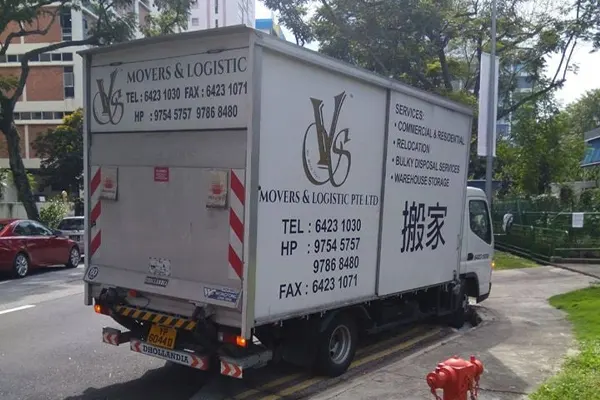 VS
MOVERS & LOGISTIC
TEL : 6423 1030 FAX : 6423 1071
HP : 9754 5757 9786 8480
DHOLLANDIA
VS
MOVERS & LOGISTIC PTE LTD
TEL : 6423 1030
HP : 9754 5757
9786 8480
FAX : 6423 1071
SERVICES:
• COMMERCIAL & RESIDENTIAL
• RELOCATION
• BULKY DISPOSAL SERVICES
• WAREHOUSE STORAGE
搬家